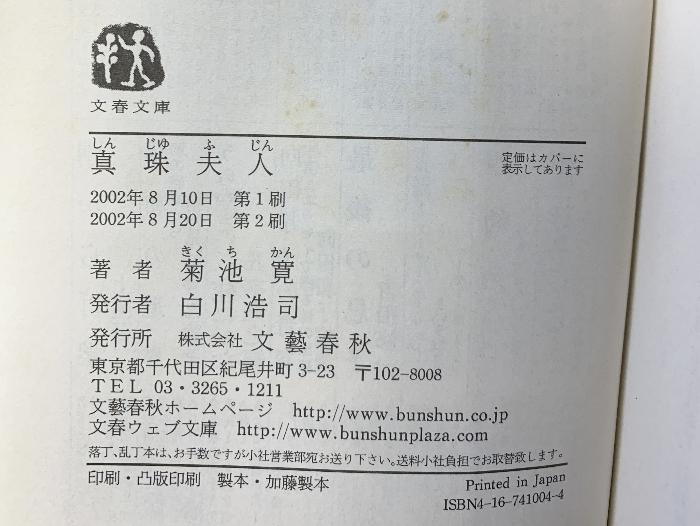 文春文庫
しん じゆ ふ じん
真珠夫人
定価はカバーに
表示してあります
2002年8月10日 第1刷
2002年8月20日 第2刷
きく ち かん
著者 菊池寛
発行者 白川浩司
発行所 株式会社 文藝春秋
東京都千代田区紀尾井町3-23 〒102-8008
TEL 03・3265・1211
文藝春秋ホームページ http://www.bunshun.co.jp
文春ウェブ文庫 http://www.bunshunplaza.com
落丁、乱丁本は、お手数ですが小社営業部宛お送り下さい。送料小社負担でお取替致します。
印刷・凸版印刷 製本・加藤製本
Printed in Japan
ISBN4-16-741004-4